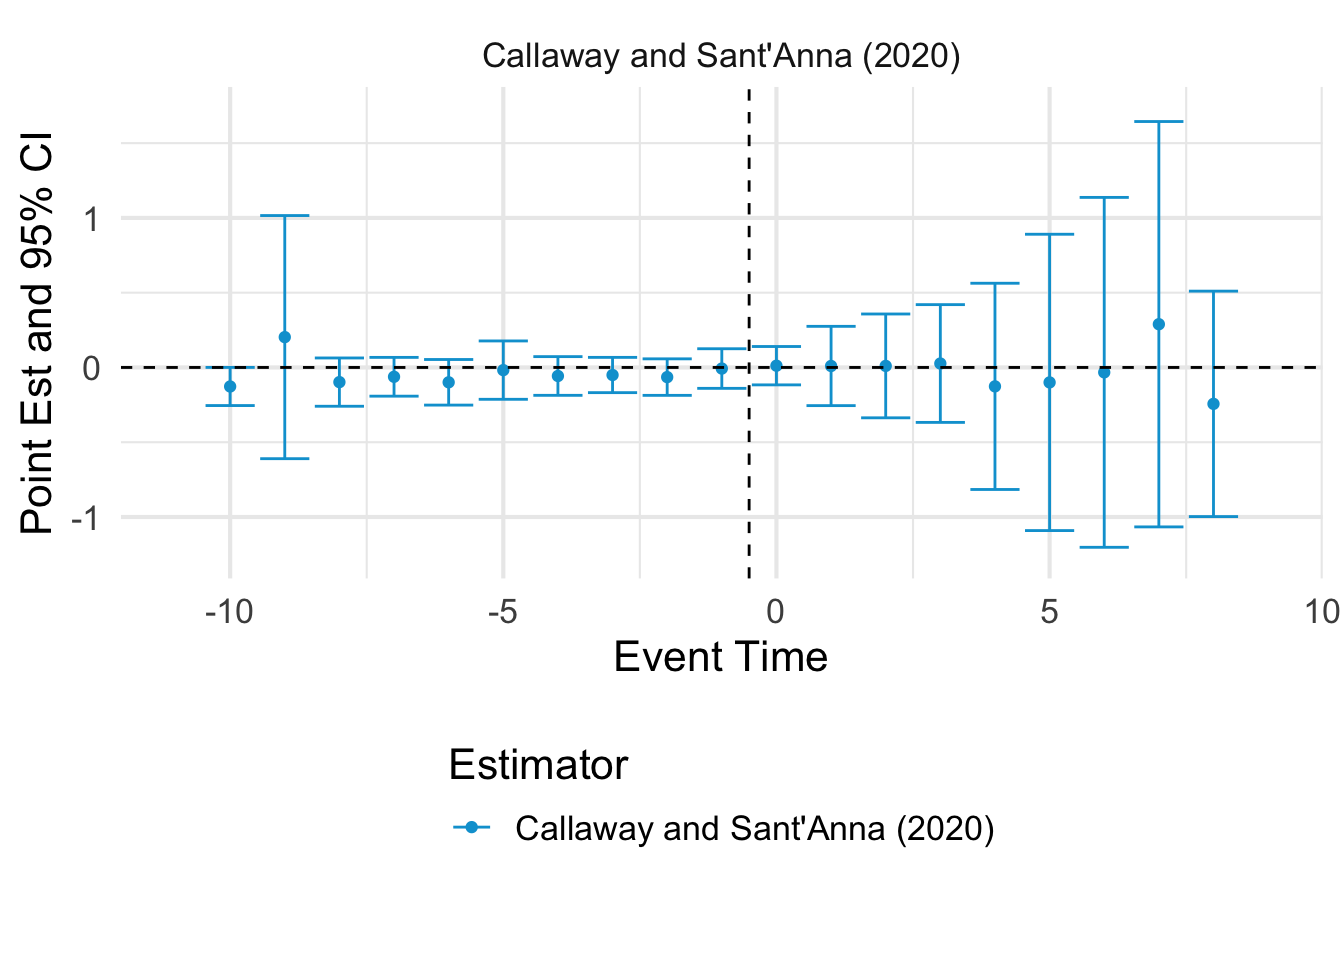 Callaway and Sant'Anna (2020)
Point Est and 95% CI
1
0
-1
-10
-5
0
5
10
Event Time
Estimator
Callaway and Sant'Anna (2020)